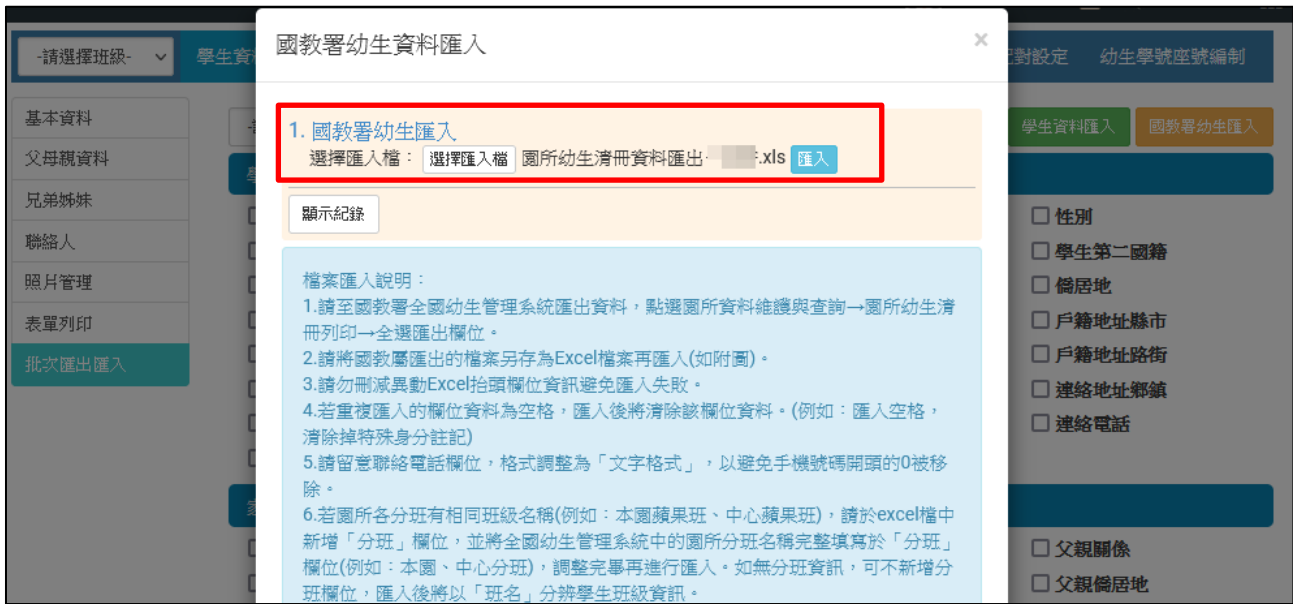 國教署幼生資料匯入
×
-請選擇班級-
學生資
配對設定
幼生學號座號編制
基本資料
父母親資料
兄弟姊妹
聯絡人
照片管理
表單列印
批次匯出匯入
學生資料匯入
國教署幼生匯入
1. 國教署幼生匯入
選擇匯入檔： 選擇匯入檔 園所幼生清冊資料匯出 .xls 匯入
顯示紀錄
檔案匯入說明：
1.請至國教署全國幼生管理系統匯出資料，點選園所資料維護與查詢→園所幼生清
冊列印→全選匯出欄位。
2.請將國教屬匯出的檔案另存為Excel檔案再匯入(如附圖)。
3.請勿刪減異動Excel抬頭欄位資訊避免匯入失敗。
4.若重複匯入的欄位資料為空格，匯入後將清除該欄位資料。(例如：匯入空格，
清除掉特殊身分註記)
5.請留意聯絡電話欄位，格式調整為「文字格式」，以避免手機號碼開頭的0被移
除。
6.若園所各分班有相同班級名稱(例如：本園蘋果班、中心蘋果班)，請於excel檔中
新增「分班」欄位，並將全國幼生管理系統中的園所分班名稱完整填寫於「分班」
欄位(例如：本園、中心分班)，調整完畢再進行匯入。如無分班資訊，可不新增分
班欄位，匯入後將以「班名」分辨學生班級資訊。
性別
學生第二國籍
僑居地
戶籍地址縣市
戶籍地址路街
連絡地址鄉鎮
連絡電話
父親關係
父親僑居地